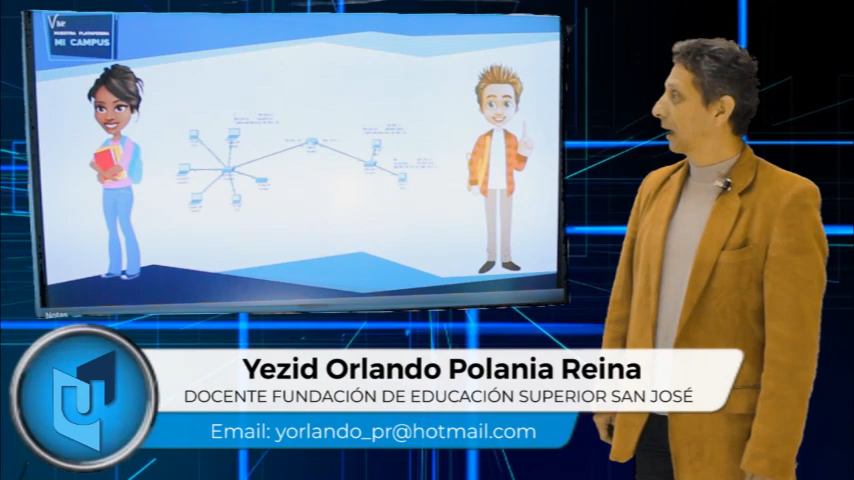 Vive
NUESTRA PLATAFORMA
MI CAMPUS
Notas
Yezid Orlando Polania Reina
DOCENTE FUNDACIÓN DE EDUCACIÓN SUPERIOR SAN JOSÉ
Email: yorlando_pr@hotmail.com